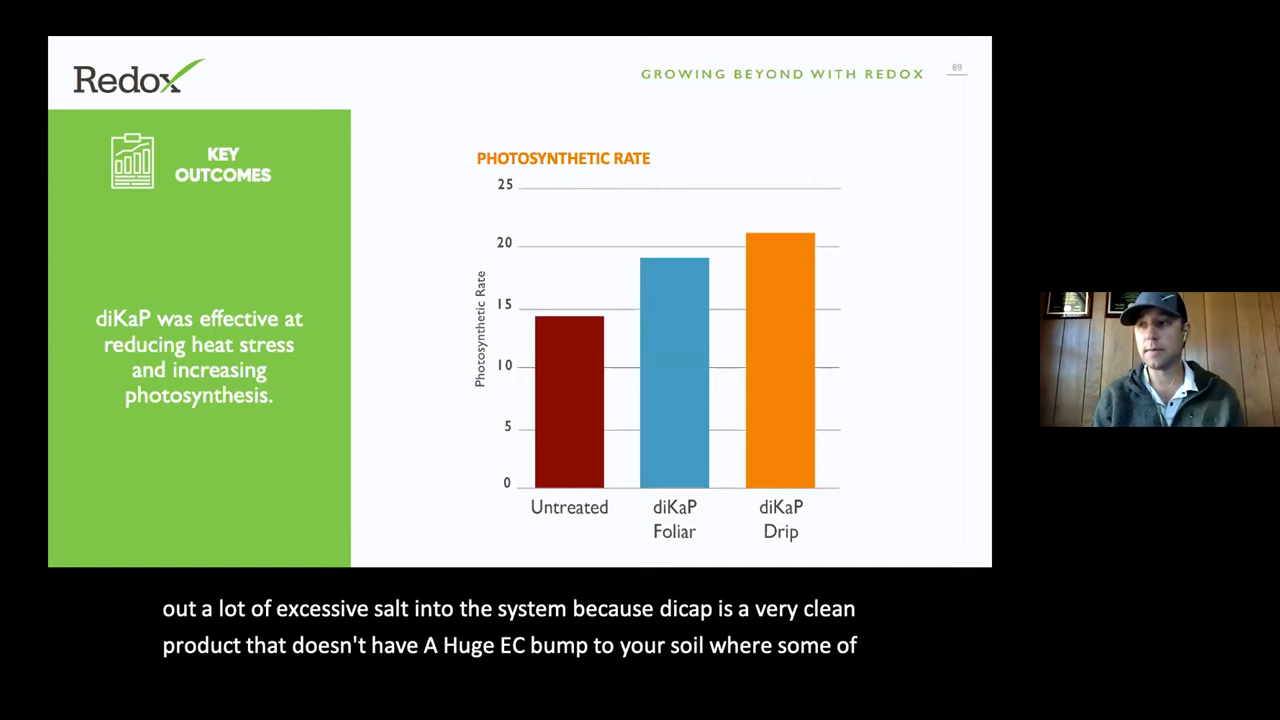 Redox
GROWING BEYOND WITH REDOX
69
KEY
OUTCOMES
diKaP was effective at
reducing heat stress
and increasing
photosynthesis.
PHOTOSYNTHETIC RATE
Photosynthetic Rate
25
20
15
10
5
0
Untreated
diKaP
Foliar
diKaP
Drip
out a lot of excessive salt into the system because dicap is a very clean
product that doesn't have A Huge EC bump to your soil where some of